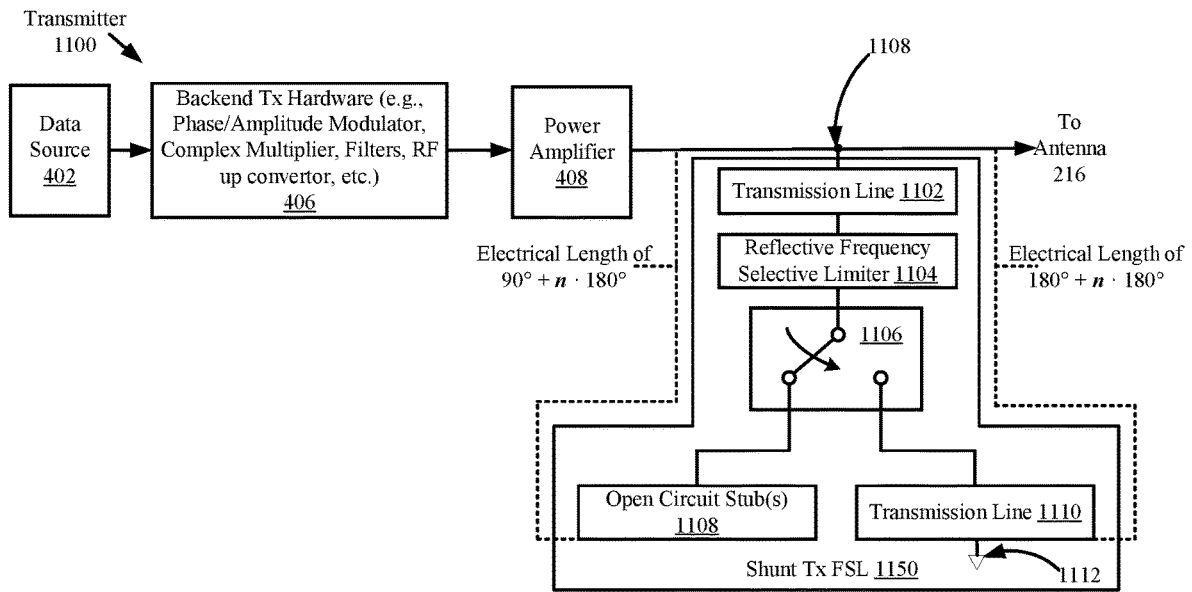 Transmitter
1100
1108
Data
Source
402
Backend Tx Hardware (e.g.,
Phase/Amplitude Modulator,
Complex Multiplier, Filters, RF
up convertor, etc.)
406
Power
Amplifier
408
To
Antenna
216
Transmission Line 1102
Reflective Frequency
Selective Limiter 1104
Electrical Length of
90° + n · 180°
Electrical Length of
180° + n · 180°
1106
Open Circuit Stub(s)
1108
Transmission Line 1110
Shunt Tx FSL 1150
1112